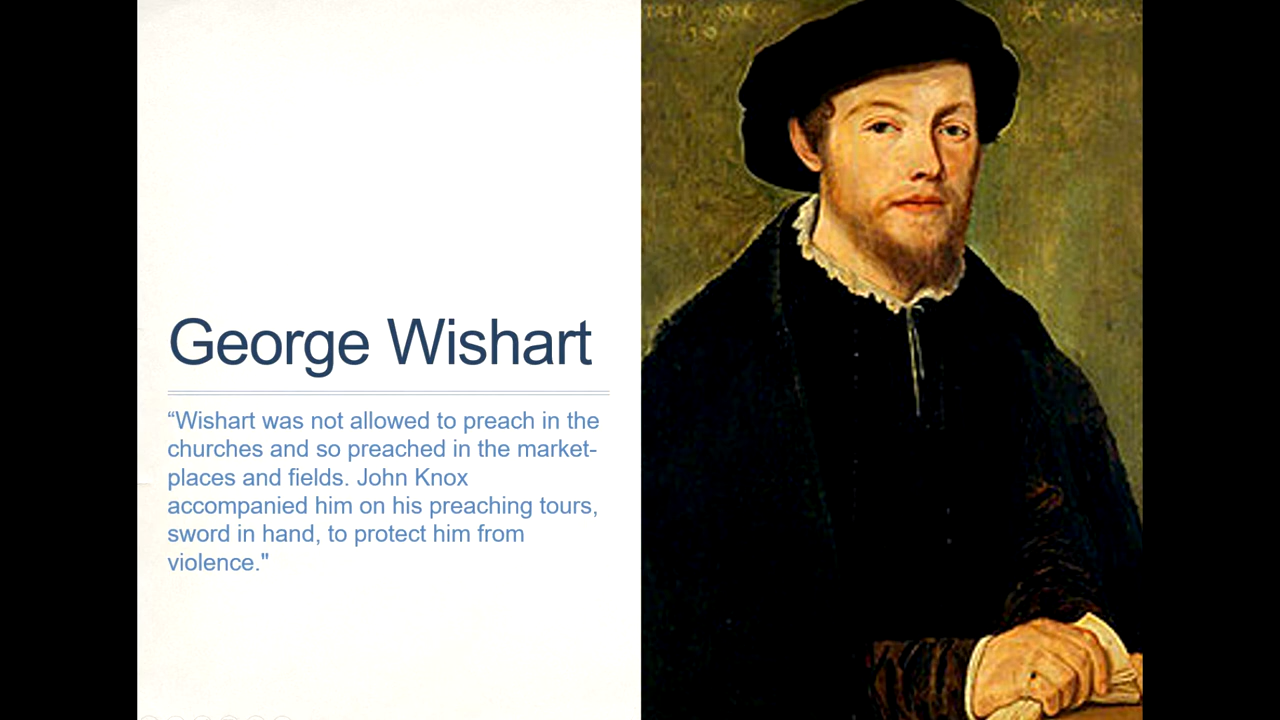 George Wishart
“Wishart was not allowed to preach in the
churches and so preached in the market-
places and fields. John Knox
accompanied him on his preaching tours,
sword in hand, to protect him from
violence."